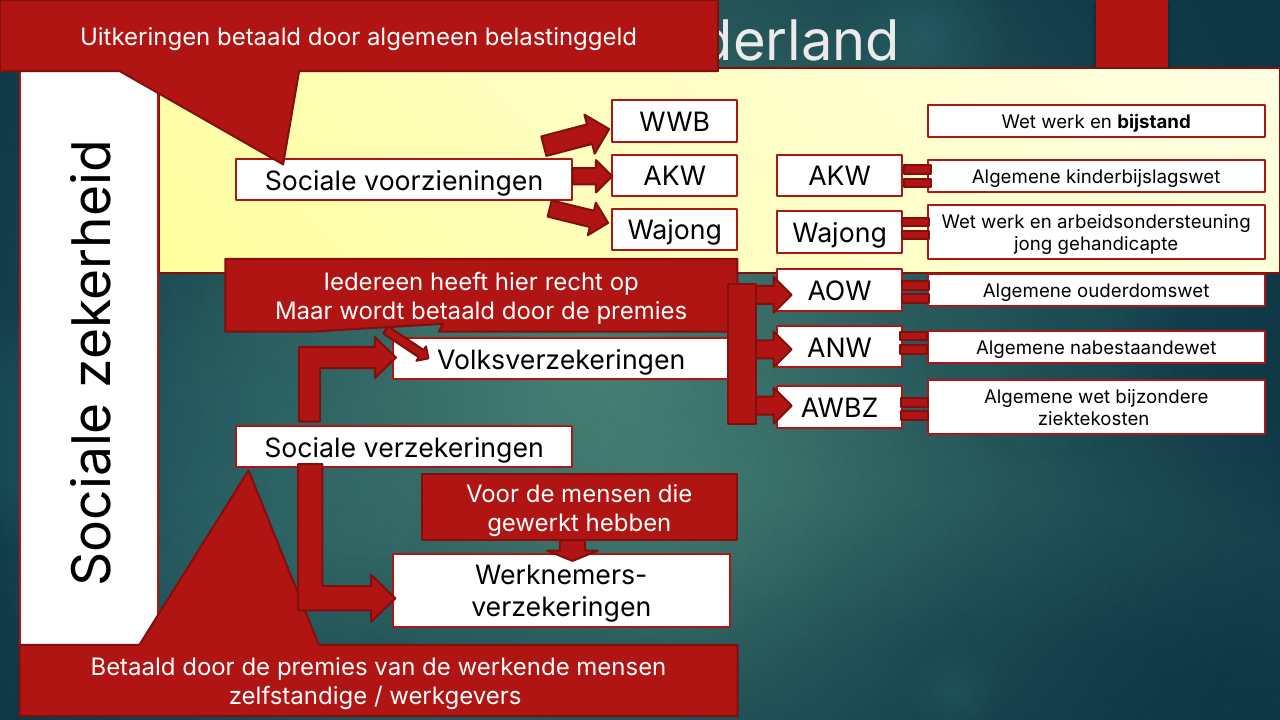 Uitkeringen betaald door algemeen belastinggeld
Sociale zekerheid
WWB
Wet werk en bijstand
Sociale voorzieningen
AKW
AKW
Algemene kinderbijslagswet
Wajong
Wajong
Wet werk en arbeidsondersteuning
jong gehandicapte
Iedereen heeft hier recht op
Maar wordt betaald door de premies
AOW
Algemene ouderdomswet
Volksverzekeringen
ANW
Algemene nabestaandewet
AWBZ
Algemene wet bijzondere
ziektekosten
Sociale verzekeringen
Voor de mensen die
gewerkt hebben
Werknemers-
verzekeringen
Betaald door de premies van de werkende mensen
zelfstandige / werkgevers